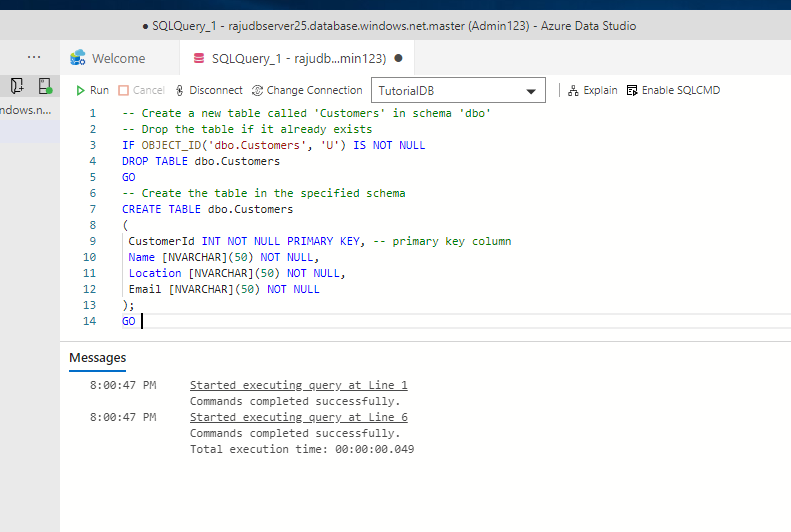 ● SQLQuery_1 - rajudbserver25.database.windows.net.master (Admin123) - Azure Data Studio
···
Welcome
SQLQuery_1 - rajudb...min123) ●
Run Cancel Disconnect Change Connection TutorialDB Explain Enable SQLCMD
ndows.n...
1 -- Create a new table called 'Customers' in schema 'dbo'
2 -- Drop the table if it already exists
3 IF OBJECT_ID('dbo.Customers', 'U') IS NOT NULL
4 DROP TABLE dbo.Customers
5 GO
6 -- Create the table in the specified schema
7 CREATE TABLE dbo.Customers
8 (
9 CustomerId INT NOT NULL PRIMARY KEY, -- primary key column
10 Name [NVARCHAR](50) NOT NULL,
11 Location [NVARCHAR](50) NOT NULL,
12 Email [NVARCHAR](50) NOT NULL
13 );
14 GO
Messages
8:00:47 PM Started executing query at Line 1
Commands completed successfully.
8:00:47 PM Started executing query at Line 6
Commands completed successfully.
Total execution time: 00:00:00.049